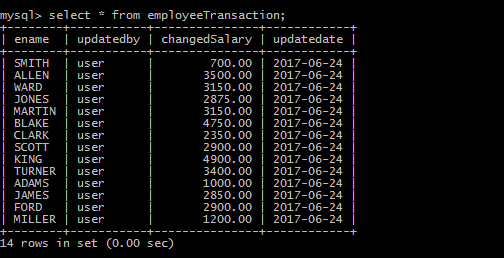 mysql> select * from employeeTransaction;
+--------+-----------+---------------+-------------+
| ename  | updatedby | changedSalary | updatedate  |
+--------+-----------+---------------+-------------+
| SMITH  | user      |        700.00 | 2017-06-24 |
| ALLEN  | user      |       3500.00 | 2017-06-24 |
| WARD   | user      |       3150.00 | 2017-06-24 |
| JONES  | user      |       2875.00 | 2017-06-24 |
| MARTIN | user      |       3150.00 | 2017-06-24 |
| BLAKE  | user      |       4750.00 | 2017-06-24 |
| CLARK  | user      |       2350.00 | 2017-06-24 |
| SCOTT  | user      |       2900.00 | 2017-06-24 |
| KING   | user      |       4900.00 | 2017-06-24 |
| TURNER | user      |       3400.00 | 2017-06-24 |
| ADAMS  | user      |       1000.00 | 2017-06-24 |
| JAMES  | user      |       2850.00 | 2017-06-24 |
| FORD   | user      |       2900.00 | 2017-06-24 |
| MILLER | user      |       1200.00 | 2017-06-24 |
+--------+-----------+---------------+-------------+
14 rows in set (0.00 sec)